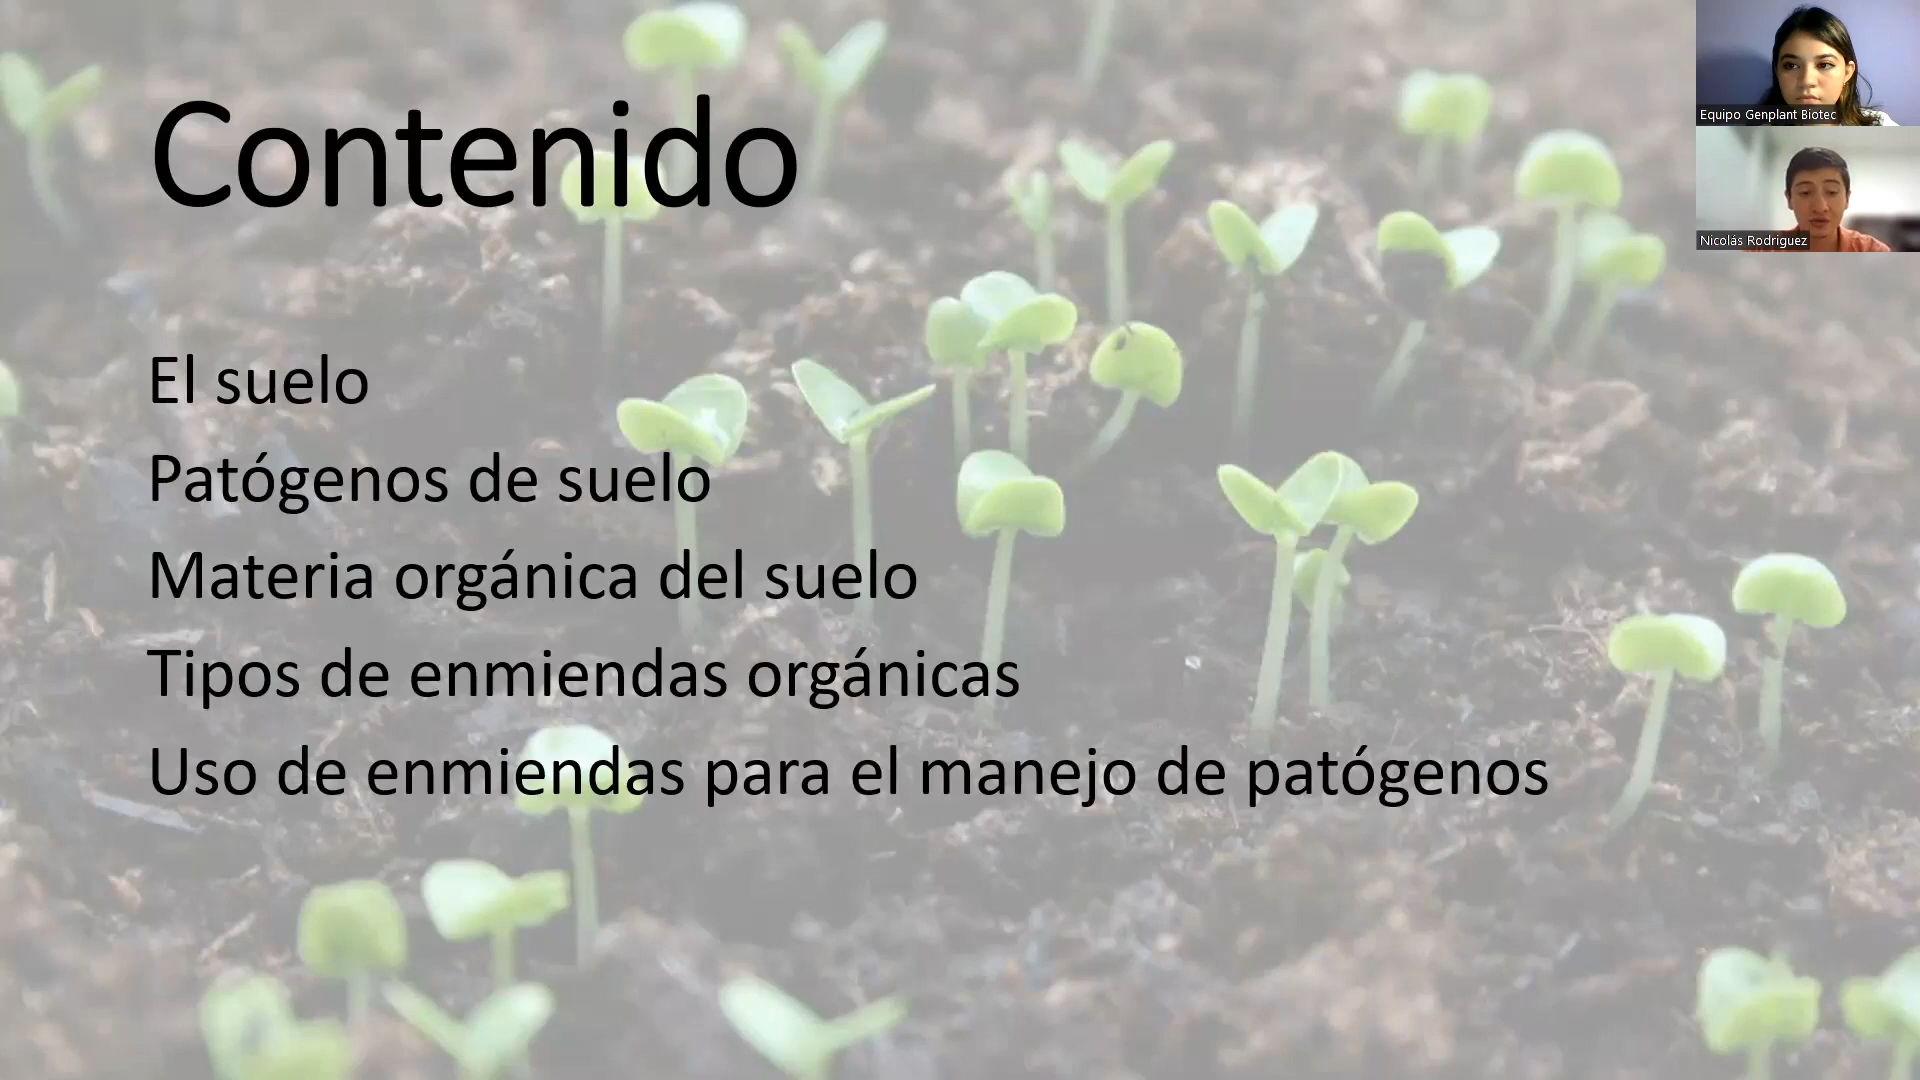 Contenido
El suelo
Patógenos de suelo
Materia orgánica del suelo
Tipos de enmiendas orgánicas
Uso de enmiendas para el manejo de patógenos
Equipo Genplant Biotec
Nicolás Rodriguez